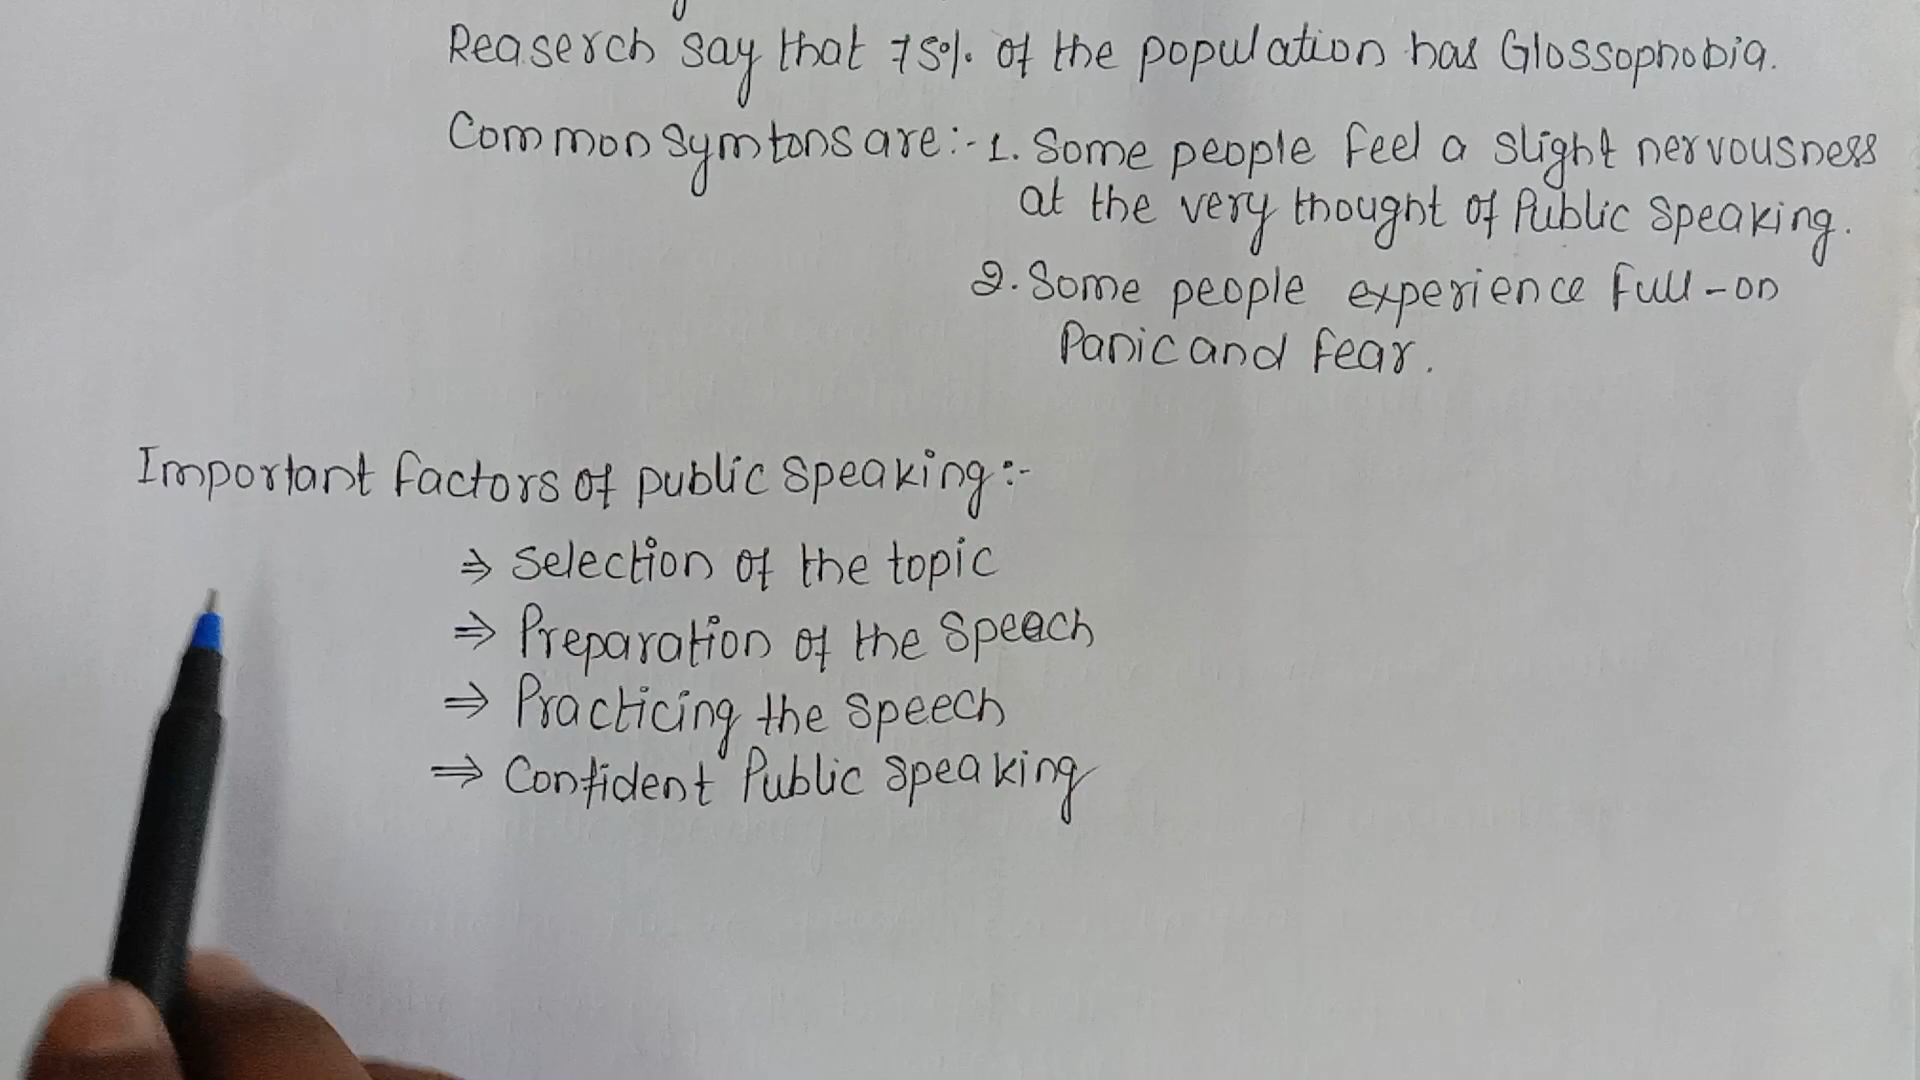 Reaserch say that 75% of the population has Glossophobia.
Common Symtons are:- 1. Some people feel a slight nervousness
at the very thought of Public Speaking.
2. Some people experience full-on
Panic and fear.
Important factors of public speaking:-
⇒ Selection of the topic
⇒ Preparation of the Speech
⇒ Practicing the Speech
⇒ Confident Public Speaking